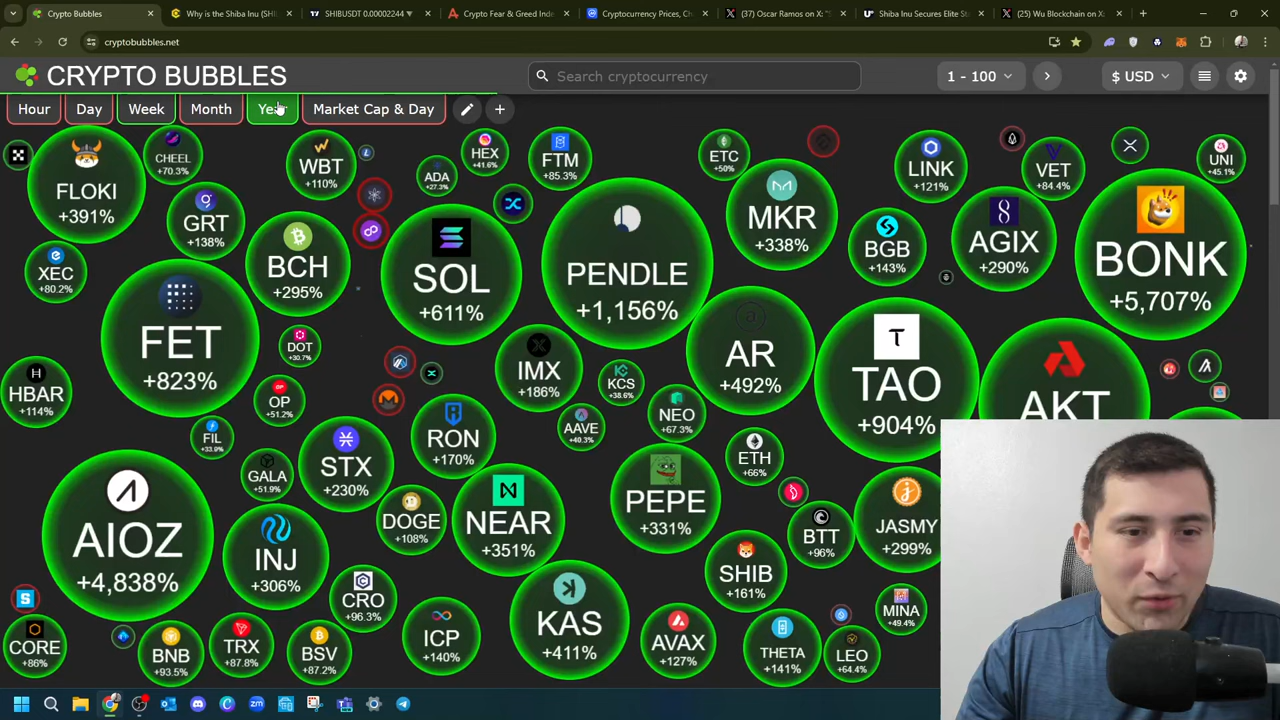 Crypto Bubbles
Why is the Shiba Inu (SHI
SHIBUSDT 0.00002244
Crypto Fear & Greed Inde
Cryptocurrency Prices, Ch
(37) Oscar Ramos on X: "S
Shiba Inu Secures Elite St
(25) Wu Blockchain on X:
cryptobubbles.net
CRYPTO BUBBLES
Search cryptocurrency
1 - 100
$ USD
Hour
Day
Week
Month
Year
Market Cap & Day
FLOKI
+391%
CHEEL
+70.3%
WBT
+110%
ADA
+27.3%
HEX
+41.6%
FTM
+85.3%
ETC
+50%
MKR
+338%
LINK
+121%
VET
+84.4%
UNI
+45.1%
XEC
+80.2%
GRT
+138%
BCH
+295%
SOL
+611%
PENDLE
+1,156%
BGB
+143%
AGIX
+290%
BONK
+5,707%
FET
+823%
DOT
+30.7%
IMX
+186%
KCS
+38.6%
AR
+492%
TAO
+904%
AKT
HBAR
+114%
OP
+51.2%
FIL
+33.9%
RON
+170%
AAVE
+40.3%
NEO
+67.3%
ETH
+66%
GALA
+51.9%
STX
+230%
DOGE
+108%
NEAR
+351%
PEPE
+331%
BTT
+96%
JASMY
+299%
AIOZ
+4,838%
INJ
+306%
SHIB
+161%
CRO
+96.3%
KAS
+411%
MINA
+49.4%
CORE
+86%
BNB
+93.5%
TRX
+87.8%
BSV
+87.2%
ICP
+140%
AVAX
+127%
THETA
+141%
LEO
+64.4%